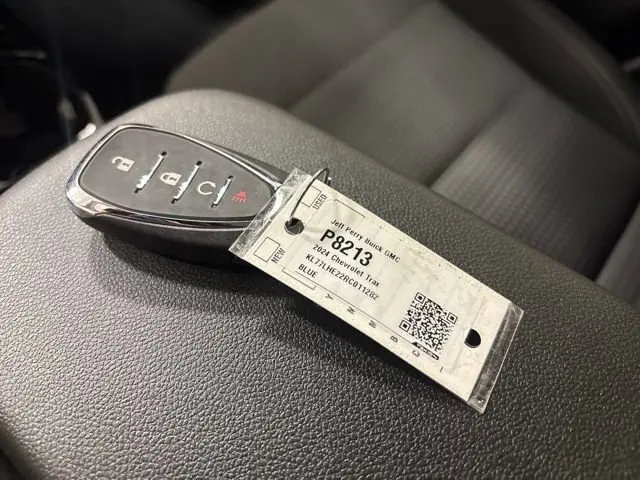 USED
NEW
Jeff Perry Buick GMC
P8213
2024 Chevrolet Trax
KL77LHE22RC011282
BLUE
Y
M
M
B
C